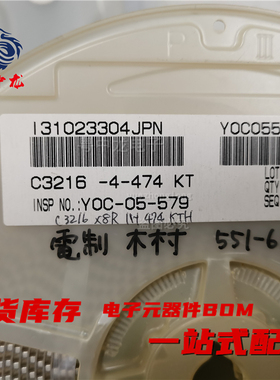 I31023304JPN
YOC055
C3216 -4-474 KT
LOT
QTY
INSP NO.:YOC-05-579
SEQ
C3216 X8R 1H 474 KTH
電制 木村 551-6
货库存 电子元器件BOM
一站式配